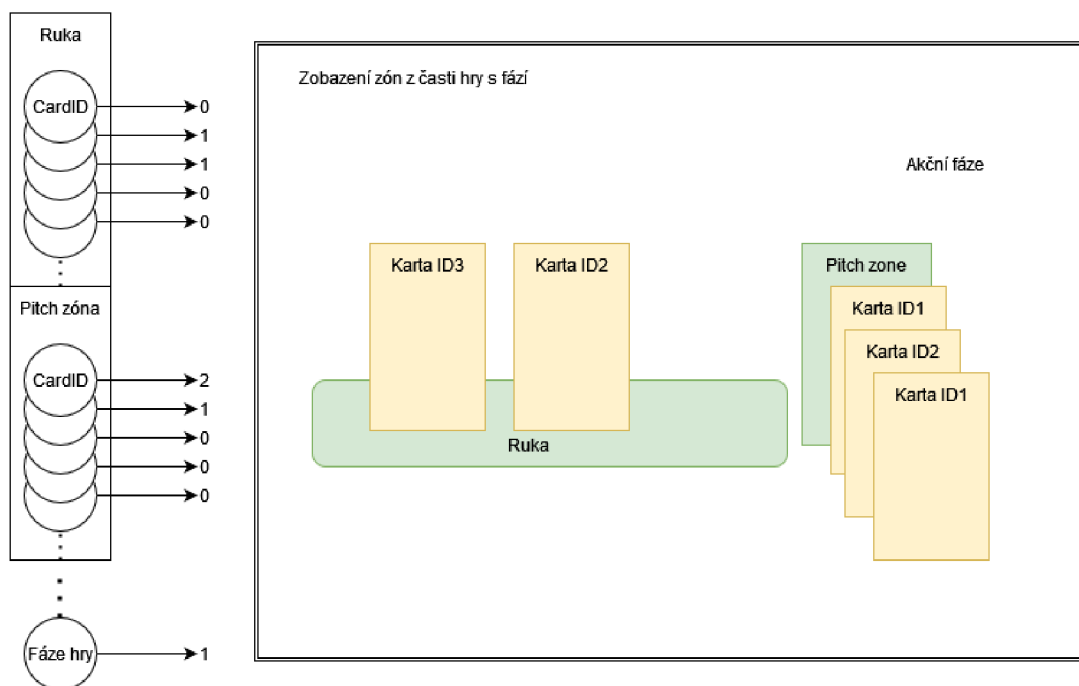 Ruka
CardID
0
1
1
0
0
Pitch zóna
CardID
2
1
0
0
0
Fáze hry
1
Zobazení zón z časti hry s fází
Akční fáze
Karta ID3
Karta ID2
Ruka
Pitch zone
Karta ID1
Karta ID2
Karta ID1